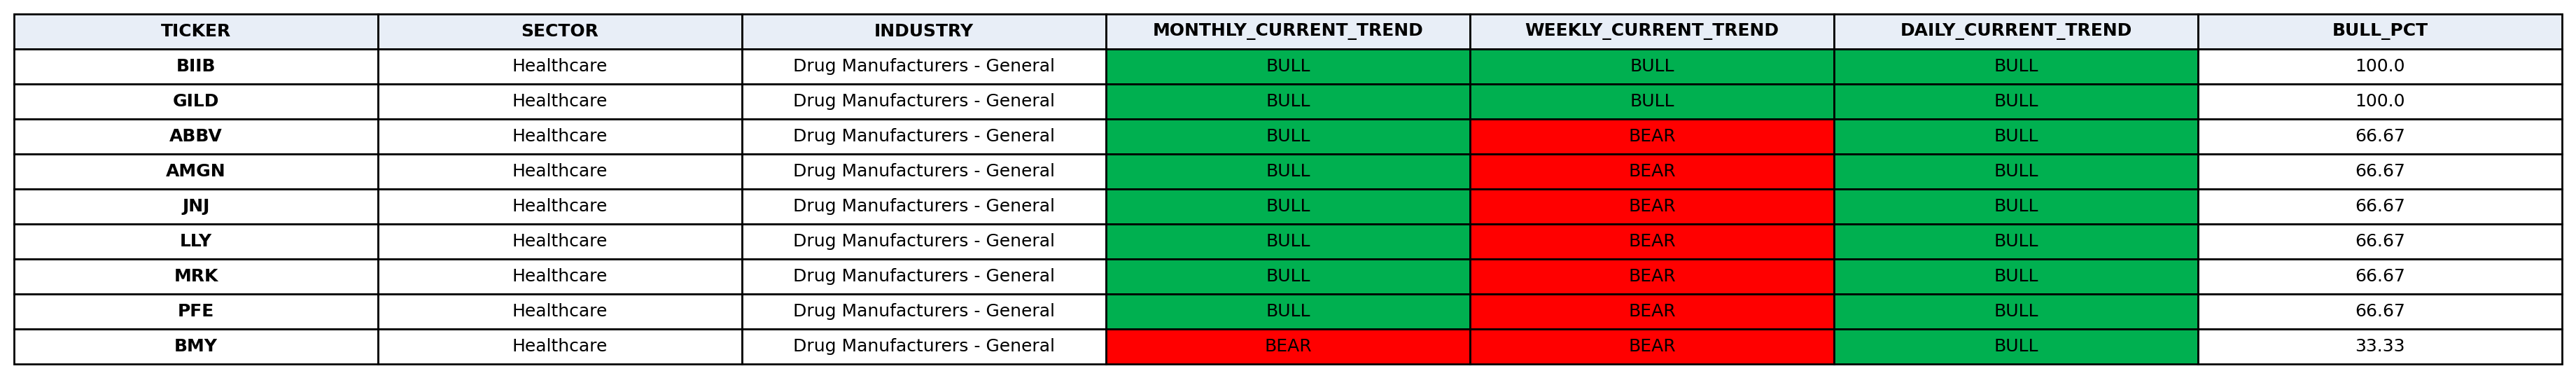 TICKER SECTOR INDUSTRY MONTHLY_CURRENT_TREND WEEKLY_CURRENT_TREND DAILY_CURRENT_TREND BULL_PCT
BIIB Healthcare Drug Manufacturers - General BULL BULL BULL 100.0
GILD Healthcare Drug Manufacturers - General BULL BULL BULL 100.0
ABBV Healthcare Drug Manufacturers - General BULL BEAR BULL 66.67
AMGN Healthcare Drug Manufacturers - General BULL BEAR BULL 66.67
JNJ Healthcare Drug Manufacturers - General BULL BEAR BULL 66.67
LLY Healthcare Drug Manufacturers - General BULL BEAR BULL 66.67
MRK Healthcare Drug Manufacturers - General BULL BEAR BULL 66.67
PFE Healthcare Drug Manufacturers - General BULL BEAR BULL 66.67
BMY Healthcare Drug Manufacturers - General BEAR BEAR BULL 33.33